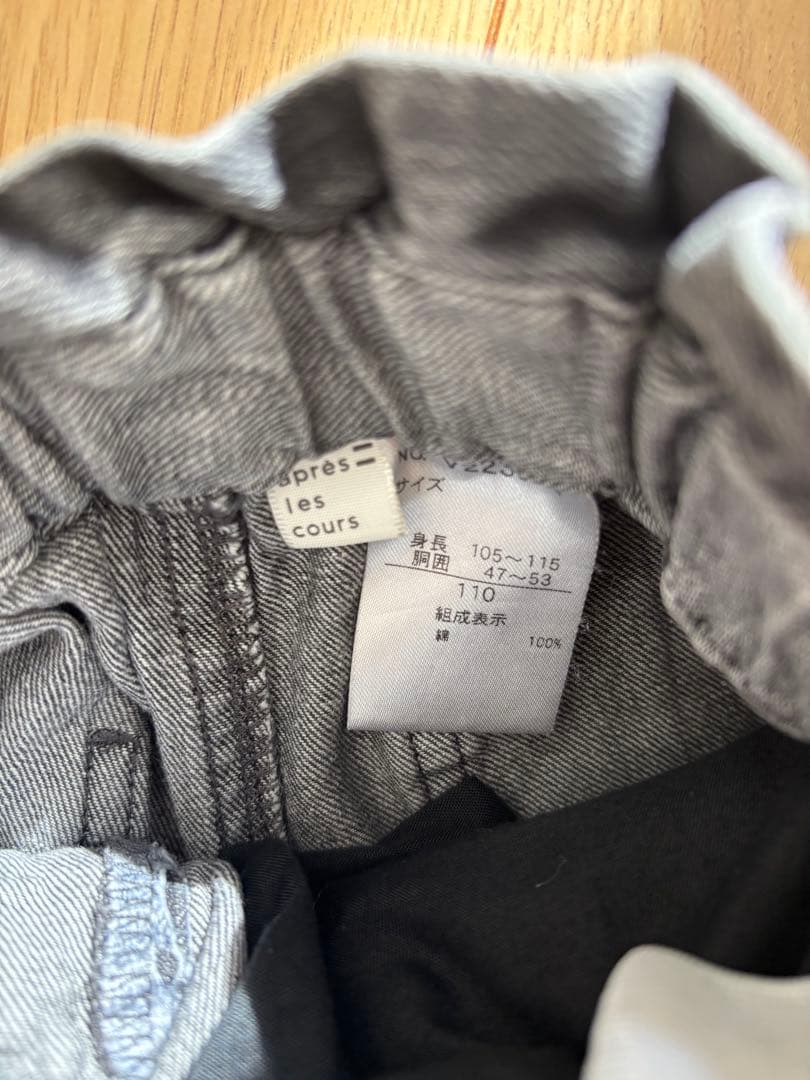 après
les
cours
NO.
サイズ
身長 105~115
胴囲 47~53
110
組成表示
綿 100%